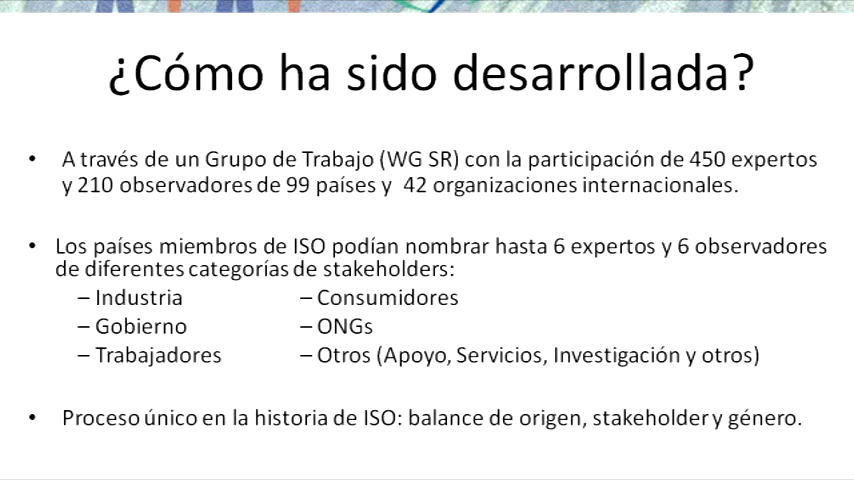 ¿Cómo ha sido desarrollada?
• A través de un Grupo de Trabajo (WG SR) con la participación de 450 expertos
y 210 observadores de 99 países y 42 organizaciones internacionales.
• Los países miembros de ISO podían nombrar hasta 6 expertos y 6 observadores
de diferentes categorías de stakeholders:
– Industria – Consumidores
– Gobierno – ONGs
– Trabajadores – Otros (Apoyo, Servicios, Investigación y otros)
• Proceso único en la historia de ISO: balance de origen, stakeholder y género.